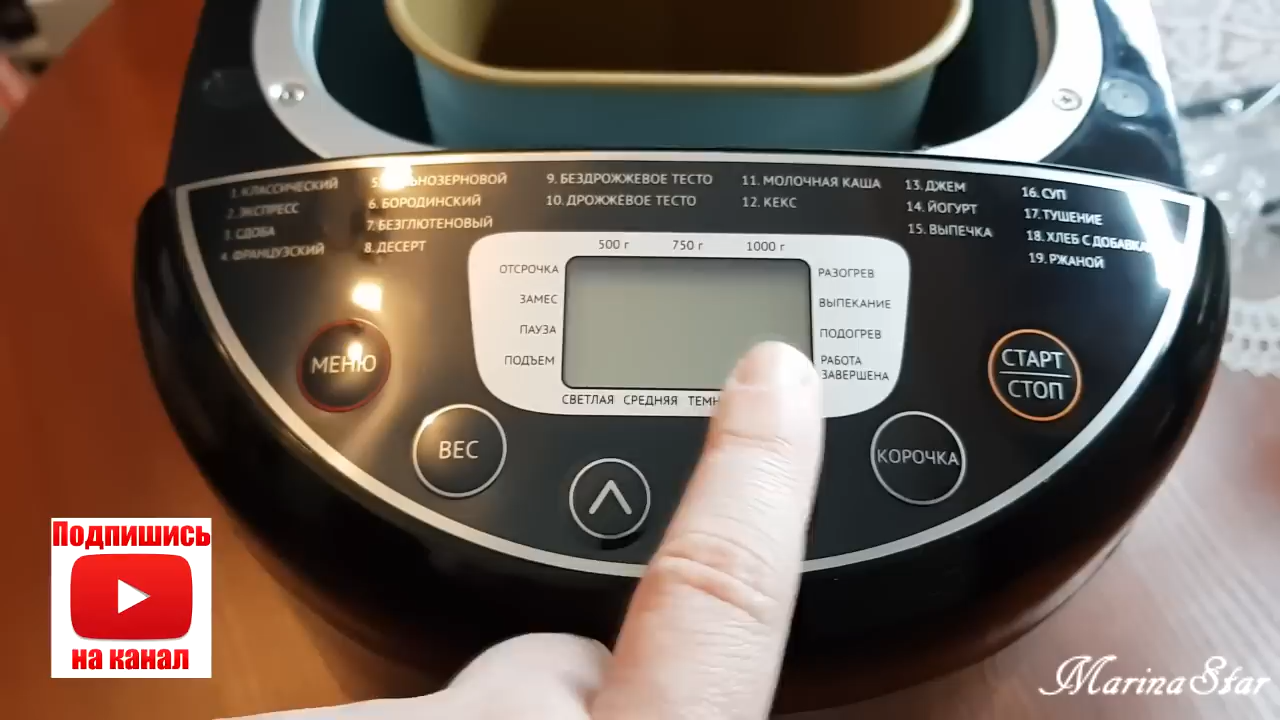 1. КЛАССИЧЕСКИЙ
2. ЭКСПРЕСС
3. СДОБА
4. ФРАНЦУЗСКИЙ
6. БОРОДИНСКИЙ
7. БЕЗГЛЮТЕНОВЫЙ
8. ДЕСЕРТ
9. БЕЗДРОЖЖЕВОЕ ТЕСТО
10. ДРОЖЖЕВОЕ ТЕСТО
11. МОЛОЧНАЯ КАША
12. КЕКС
13. ДЖЕМ
14. ЙОГУРТ
15. ВЫПЕЧКА
16. СУП
17. ТУШЕНИЕ
18. ХЛЕБ С
19. РЖАНОЙ
500 г 750 г 1000 г
ОТСРОЧКА
ЗАМЕС
ПАУЗА
ПОДЪЕМ
РАЗОГРЕВ
ВЫПЕКАНИЕ
ПОДОГРЕВ
РАБОТА
ЗАВЕРШЕНА
СВЕТЛАЯ СРЕДНЯЯ
МЕНЮ
ВЕС
КОРОЧКА
СТАРТ
СТОП
Подпишись
на канал
MarinaStar